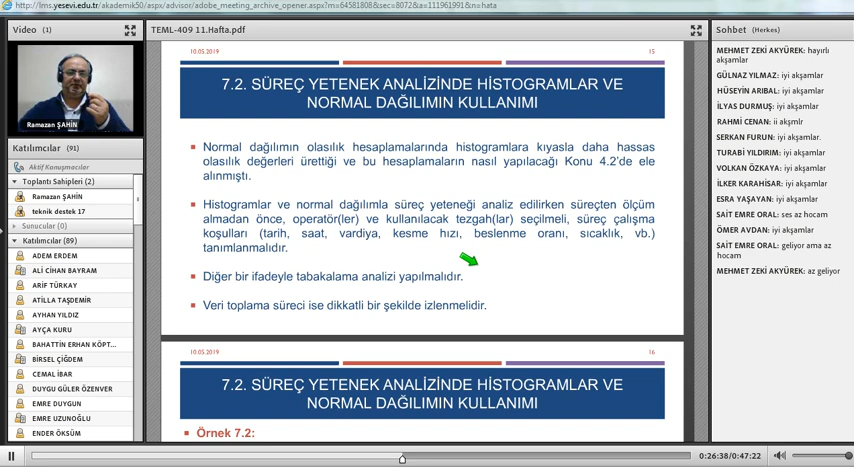 http://lms.yesevi.edu.tr/akademik50/aspx/advisor/adobe_meeting_archive_opener.aspx?m=64581808&sec=8072&a=111961991&n=hata
Video (1)
Ramazan ŞAHİN
Katılımcılar (91)
Aktif Konuşmacılar
Toplantı Sahipleri (2)
Ramazan ŞAHİN
teknik destek 17
Sunucular (0)
Katılımcılar (89)
ADEM ERDEM
ALİ CİHAN BAYRAM
ARİF TÜRKAY
ATİLLA TAŞDEMİR
AYHAN YILDIZ
AYÇA KURU
BAHATTİN ERHAN KÖPT...
BİRSEL ÇİĞDEM
CEMAL İBAR
DUYGU GÜLER ÖZENVER
EMRE DUYGUN
EMRE UZUNOĞLU
ENDER ÖKSÜM
TEML-409 11.Hafta.pdf
10.05.2019
15
7.2. SÜREÇ YETENEK ANALİZİNDE HİSTOGRAMLAR VE
NORMAL DAĞILIMIN KULLANIMI
Normal dağılımın olasılık hesaplamalarında histogramlara kıyasla daha hassas
olasılık değerleri ürettiği ve bu hesaplamaların nasıl yapılacağı Konu 4.2'de ele
alınmıştı.
Histogramlar ve normal dağılımla süreç yeteneği analiz edilirken süreçten ölçüm
almadan önce, operatör(ler) ve kullanılacak tezgah(lar) seçilmeli, süreç çalışma
koşulları (tarih, saat, vardiya, kesme hızı, beslenme oranı, sıcaklık, vb.)
tanımlanmalıdır.
Diğer bir ifadeyle tabakalama analizi yapılmalıdır.
Veri toplama süreci ise dikkatli bir şekilde izlenmelidir.
10.05.2019
16
7.2. SÜREÇ YETENEK ANALİZİNDE HİSTOGRAMLAR VE
NORMAL DAĞILIMIN KULLANIMI
Örnek 7.2:
Sohbet (Herkes)
MEHMET ZEKİ AKYÜREK: hayırlı
akşamlar
GÜLNAZ YILMAZ: iyi akşamlar
HÜSEYİN ARIBAL: iyi akşamlar
İLYAS DURMUŞ: iyi akşamlar
RAHMİ CENAN: ii akşmlr
SERKAN FURUN: iyi akşamlar.
TURABİ YILDIRIM: iyi akşamlar
VOLKAN ÖZKAYA: iyi akşamlar
İLKER KARAHİSAR: iyi akşamlar
ESRA YAŞAYAN: iyi akşamlar
SAİT EMRE ORAL: ses az hocam
ÖMER AVDAN: iyi akşamlar
SAİT EMRE ORAL: geliyor ama az
hocam
MEHMET ZEKİ AKYÜREK: az geliyor
0:26:38/0:47:22